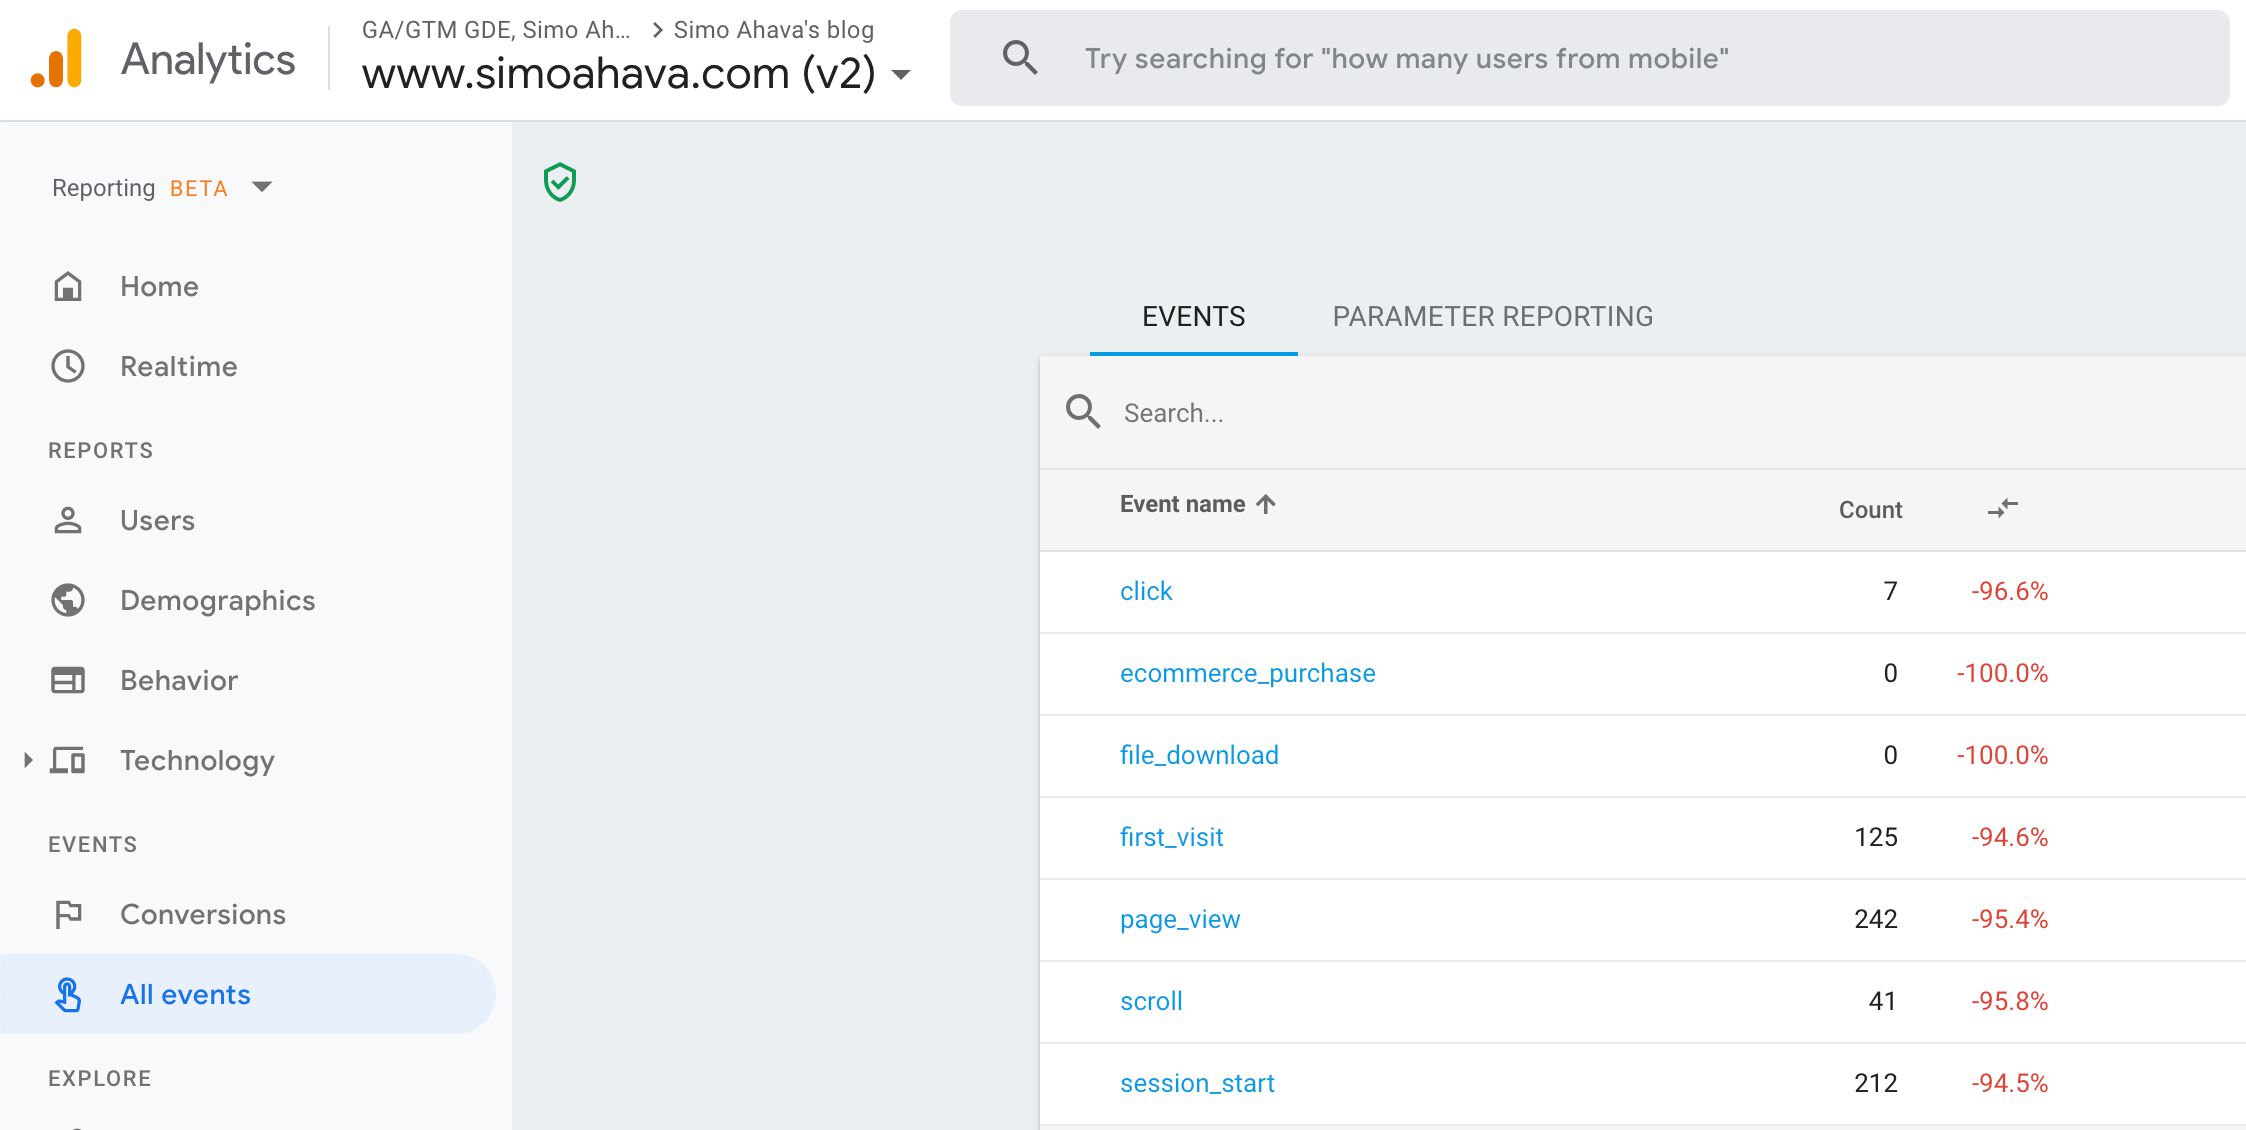 Analytics
GA/GTM GDE, Simo Ah... > Simo Ahava's blog
www.simoahava.com (v2)
Try searching for "how many users from mobile"
Reporting BETA
Home
Realtime
REPORTS
Users
Demographics
Behavior
Technology
EVENTS
Conversions
All events
EXPLORE
EVENTS PARAMETER REPORTING
Search...
Event name Count
click 7 -96.6%
ecommerce_purchase 0 -100.0%
file_download 0 -100.0%
first_visit 125 -94.6%
page_view 242 -95.4%
scroll 41 -95.8%
session_start 212 -94.5%